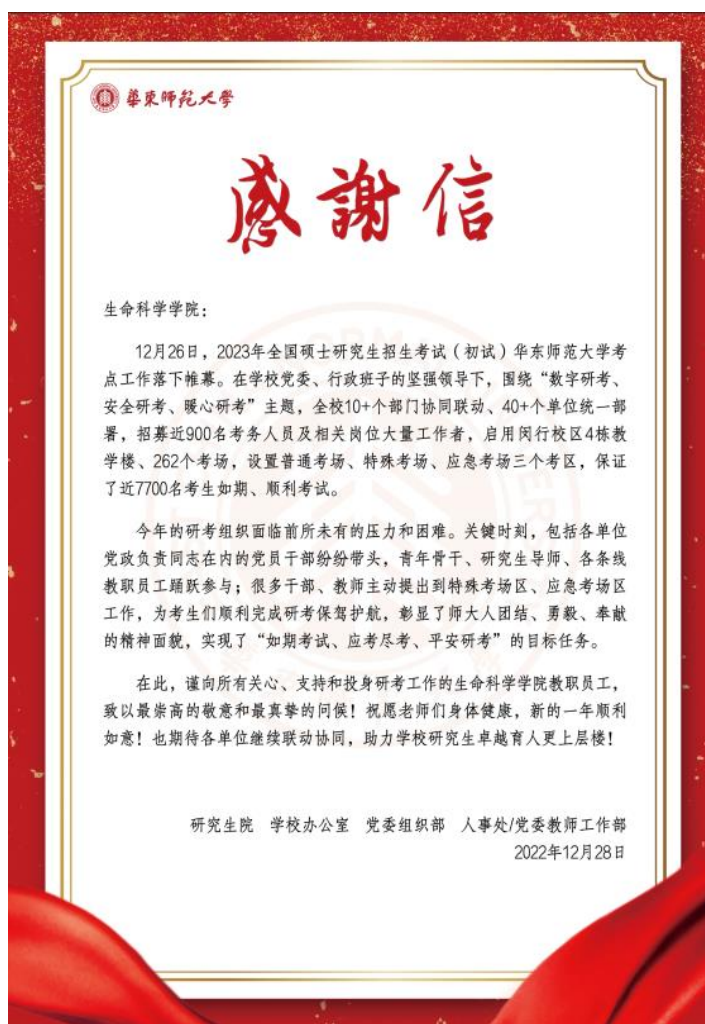 華東師範大學
感謝信
生命科学学院：
12月26日，2023年全国硕士研究生招生考试（初试）华东师范大学考
点工作落下帷幕。在学校党委、行政班子的坚强领导下，围绕“数字研考、
安全研考、暖心研考”主题，全校10+个部门协同联动、40+个单位统一部
署，招募近900名考务人员及相关岗位大量工作者，启用闵行校区4栋教
学楼、262个考场，设置普通考场、特殊考场、应急考场三个考区，保证
了近7700名考生如期、顺利考试。
今年的研考组织面临前所未有的压力和困难。关键时刻，包括各单位
党政负责同志在内的党员干部纷纷带头，青年骨干、研究生导师、各条线
教职员工踊跃参与；很多干部、教师主动提出到特殊考场区、应急考场区
工作，为考生们顺利完成研考保驾护航，彰显了师大人团结、勇毅、奉献
的精神面貌，实现了“如期考试、应考尽考、平安研考”的目标任务。
在此，谨向所有关心、支持和投身研考工作的生命科学学院教职员工，
致以最崇高的敬意和最真挚的问候！祝愿老师们身体健康，新的一年顺利
如意！也期待各单位继续联动协同，助力学校研究生卓越育人更上层楼！
研究生院 学校办公室 党委组织部 人事处/党委教师工作部
2022年12月28日